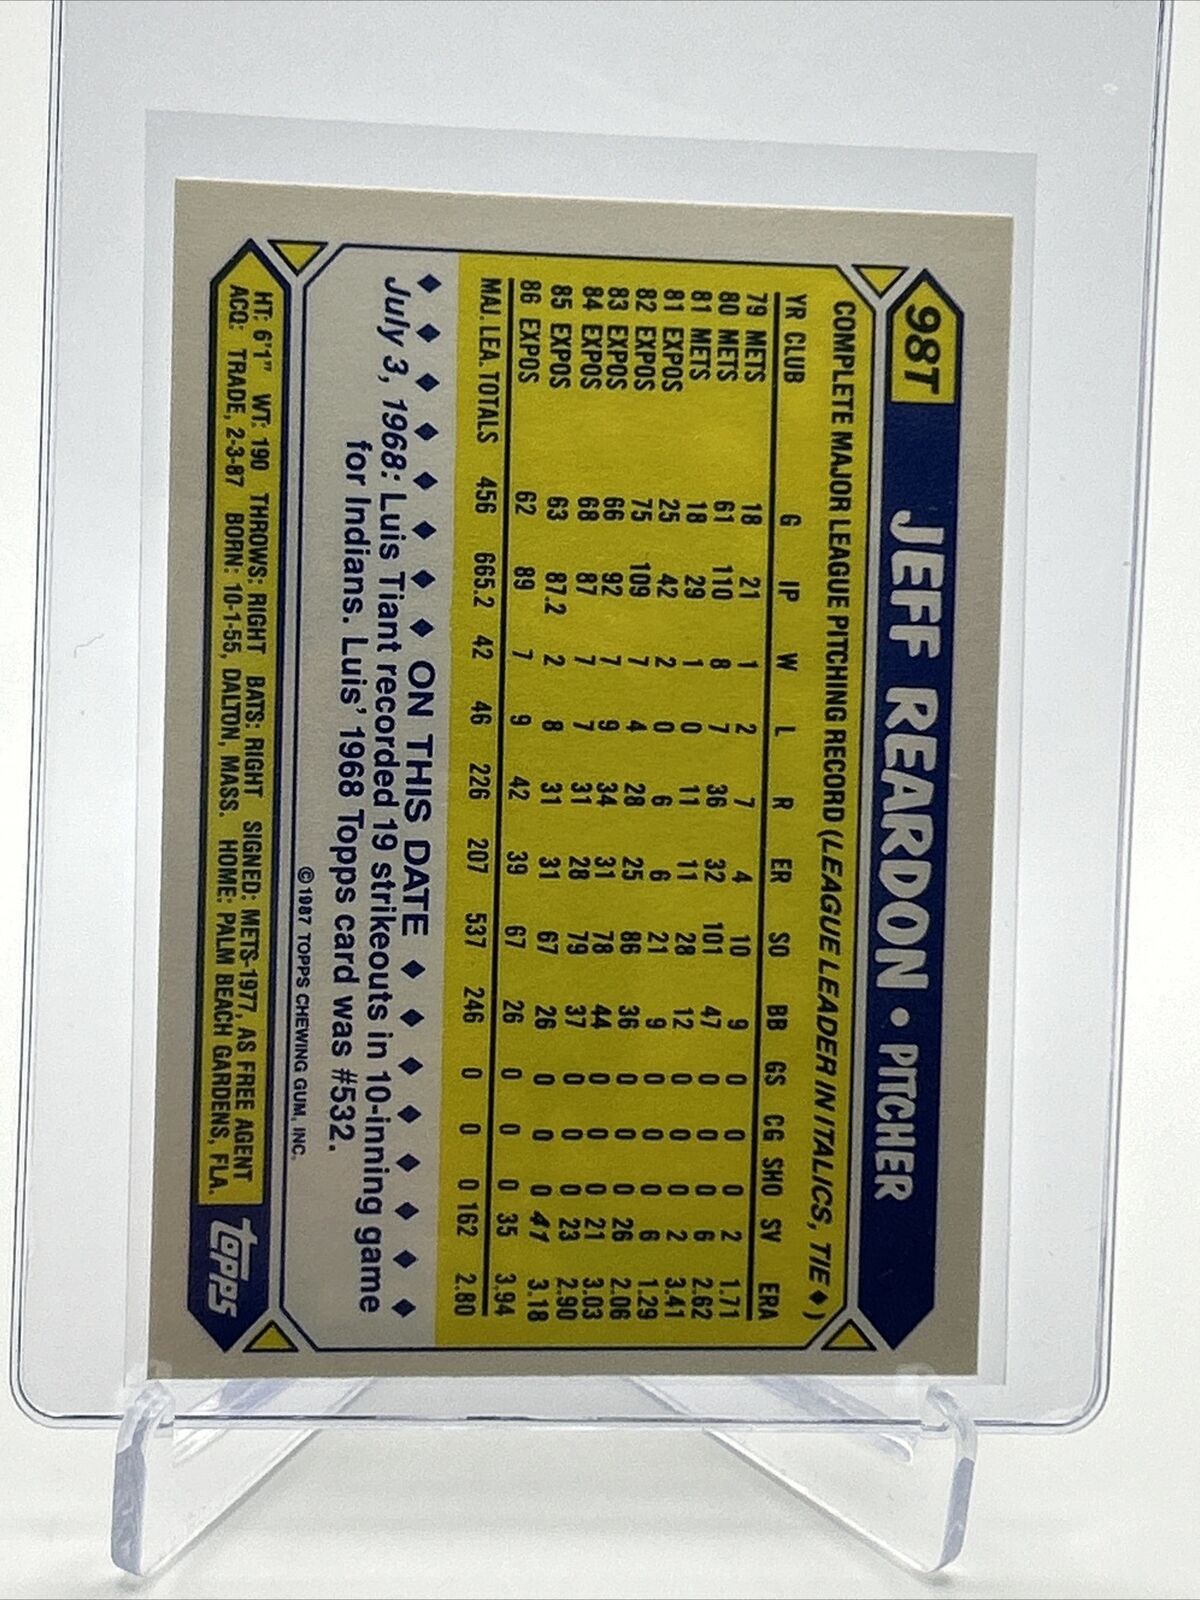 98T JEFF REARDON • PITCHER
COMPLETE MAJOR LEAGUE PITCHING RECORD (LEAGUE LEADER IN ITALICS, TIE ♦)
YR CLUB G IP W L R ER SO BB GS CG SHO SV ERA
79 METS 18 21 1 2 7 4 10 9 0 0 0 2 1.71
80 METS 61 110 8 7 36 32 101 47 0 0 0 6 2.62
81 METS 18 29 1 0 11 11 28 12 0 0 0 2 3.41
81 EXPOS 25 42 2 0 6 6 21 9 0 0 0 6 1.29
82 EXPOS 75 109 7 4 28 25 86 36 0 0 0 26 2.06
83 EXPOS 66 92 7 9 34 31 78 44 0 0 0 21 3.03
84 EXPOS 68 87 7 7 31 28 79 37 0 0 0 23 2.90
85 EXPOS 63 87.2 2 8 31 31 67 26 0 0 0 41 3.18
86 EXPOS 62 89 7 9 42 39 67 26 0 0 0 35 3.94
MAJ. LEA. TOTALS 456 665.2 42 46 226 207 537 246 0 0 0 162 2.80
♦ ♦ ♦ ♦ ♦ ♦ ♦ ♦ ON THIS DATE ♦ ♦ ♦ ♦ ♦ ♦ ♦ ♦
July 3, 1968: Luis Tiant recorded 19 strikeouts in 10-inning game
for Indians. Luis' 1968 Topps card was #532.
©1987 TOPPS CHEWING GUM, INC.
HT: 6'1" WT: 190 THROWS: RIGHT BATS: RIGHT SIGNED: METS-1977, AS FREE AGENT
ACQ: TRADE, 2-3-87 BORN: 10-1-55, DALTON, MASS. HOME: PALM BEACH GARDENS, FLA.
topps